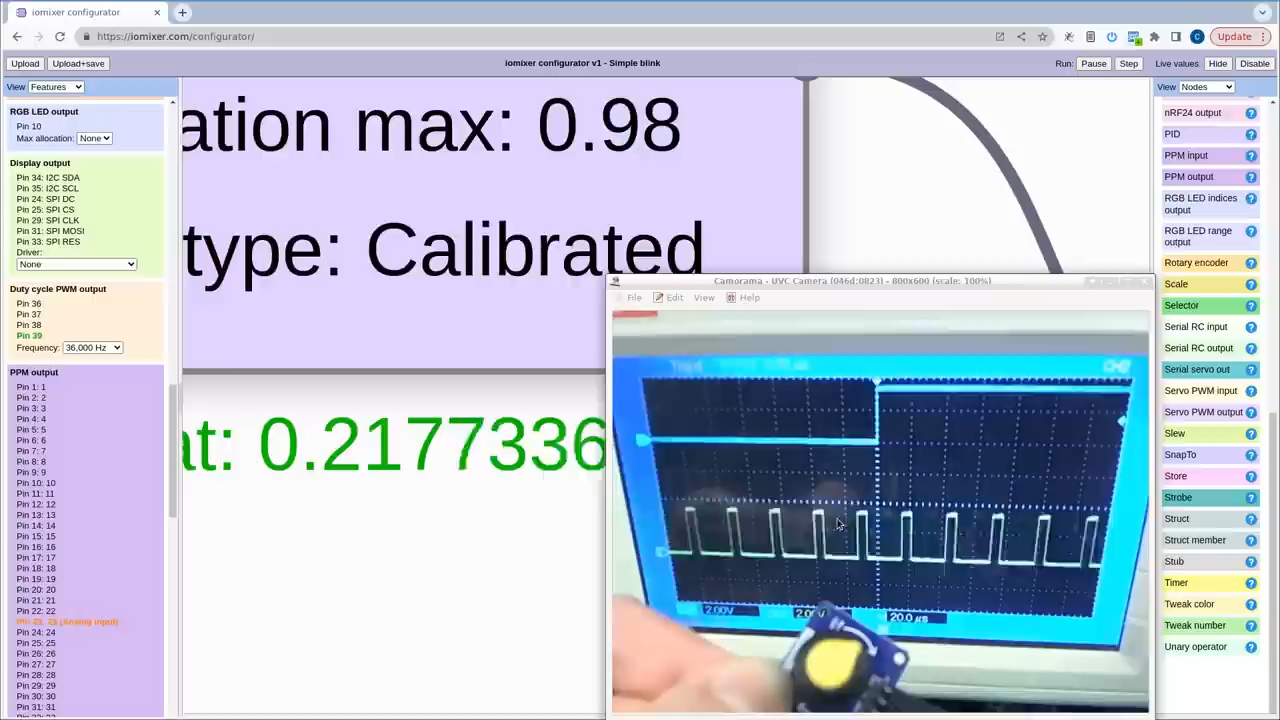 iomixer configurator
https://iomixer.com/configurator/
Update
Upload
Upload+save
iomixer configurator v1 - Simple blink
Run:
Pause
Step
Live values:
Hide
Disable
View
Features
RGB LED output
Pin 10
Max allocation: None
Display output
Pin 34: I2C SDA
Pin 35: I2C SCL
Pin 24: SPI DC
Pin 25: SPI CS
Pin 29: SPI CLK
Pin 31: SPI MOSI
Pin 33: SPI RES
Driver:
None
Duty cycle PWM output
Pin 36
Pin 37
Pin 38
Pin 39
Frequency: 36,000 Hz
PPM output
Pin 1: 1
Pin 2: 2
Pin 3: 3
Pin 4: 4
Pin 5: 5
Pin 6: 6
Pin 7: 7
Pin 8: 8
Pin 9: 9
Pin 10: 10
Pin 11: 11
Pin 12: 12
Pin 13: 13
Pin 14: 14
Pin 15: 15
Pin 16: 16
Pin 17: 17
Pin 18: 18
Pin 19: 19
Pin 20: 20
Pin 21: 21
Pin 22: 22
Pin 23: 23 (Analog input)
Pin 24: 24
Pin 25: 25
Pin 26: 26
Pin 27: 27
Pin 28: 28
Pin 29: 29
Pin 30: 30
Pin 31: 31
ation max: 0.98
type: Calibrated
at: 0.2177336
Camorama - UVC Camera (046d:0823) - 800x600 (scale: 100%)
File
Edit
View
Help
CH2
2.00V
2.00V
20.0 µs
View
Nodes
nRF24 output
PID
PPM input
PPM output
RGB LED indices
output
RGB LED range
output
Rotary encoder
Scale
Selector
Serial RC input
Serial RC output
Serial servo out
Servo PWM input
Servo PWM output
Slew
SnapTo
Store
Strobe
Struct
Struct member
Stub
Timer
Tweak color
Tweak number
Unary operator